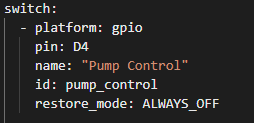 switch:
  - platform: gpio
    pin: D4
    name: "Pump Control"
    id: pump_control
    restore_mode: ALWAYS_OFF